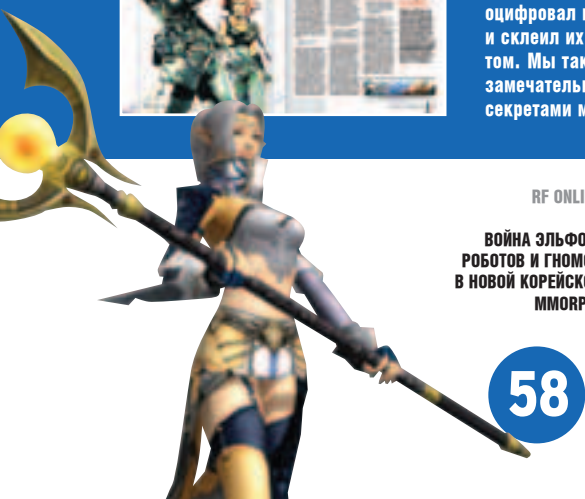 оцифровал
и склеил их
том. Мы так
замечатель
секретами м
RF ONLI
ВОЙНА ЭЛЬФО
РОБОТОВ И ГНОМ
В НОВОЙ КОРЕЙСК
MMORP
58